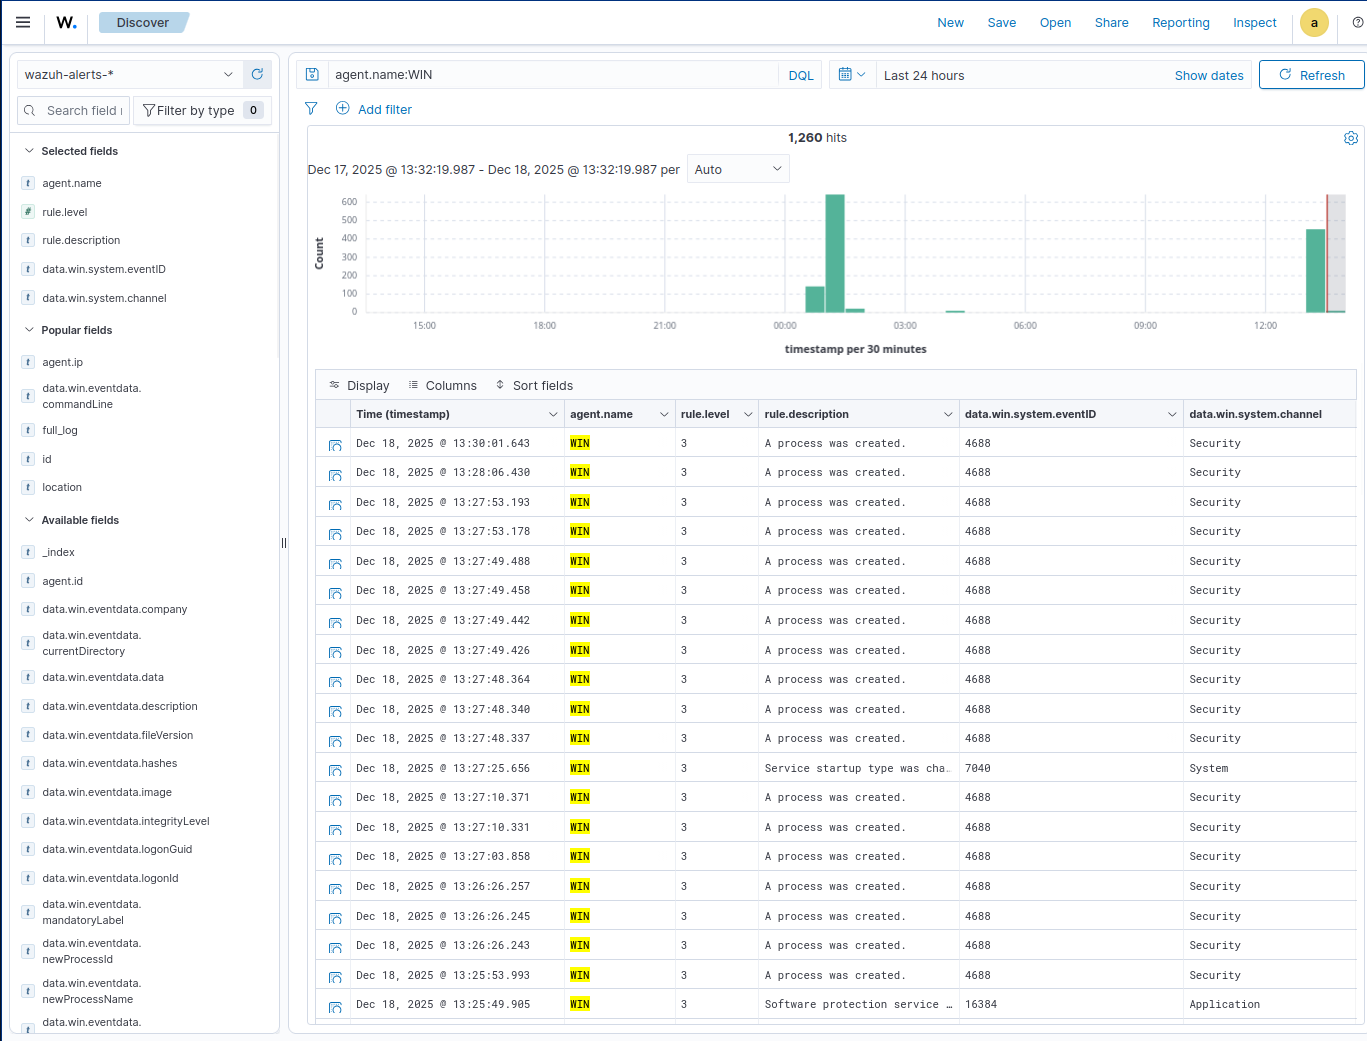 W.
Discover
New
Save
Open
Share
Reporting
Inspect
a
wazuh-alerts-*
agent.name:WIN
DQL
Last 24 hours
Show dates
Refresh
Search field
Filter by type 0
Add filter
Selected fields
t agent.name
# rule.level
t rule.description
t data.win.system.eventID
t data.win.system.channel
Popular fields
t agent.ip
t data.win.eventdata.
commandLine
t full_log
t id
t location
Available fields
t _index
t agent.id
t data.win.eventdata.company
t data.win.eventdata.
currentDirectory
t data.win.eventdata.data
t data.win.eventdata.description
t data.win.eventdata.fileVersion
t data.win.eventdata.hashes
t data.win.eventdata.image
t data.win.eventdata.integrityLevel
t data.win.eventdata.logonGuid
t data.win.eventdata.logonId
t data.win.eventdata.
mandatoryLabel
t data.win.eventdata.
newProcessId
t data.win.eventdata.
newProcessName
t data.win.eventdata.
1,260 hits
Dec 17, 2025 @ 13:32:19.987 - Dec 18, 2025 @ 13:32:19.987 per Auto
Count
600
500
400
300
200
100
0
15:00 18:00 21:00 00:00 03:00 06:00 09:00 12:00
timestamp per 30 minutes
Display Columns Sort fields
Time (timestamp) agent.name rule.level rule.description data.win.system.eventID data.win.system.channel
Dec 18, 2025 @ 13:30:01.643 WIN 3 A process was created. 4688 Security
Dec 18, 2025 @ 13:28:06.430 WIN 3 A process was created. 4688 Security
Dec 18, 2025 @ 13:27:53.193 WIN 3 A process was created. 4688 Security
Dec 18, 2025 @ 13:27:53.178 WIN 3 A process was created. 4688 Security
Dec 18, 2025 @ 13:27:49.488 WIN 3 A process was created. 4688 Security
Dec 18, 2025 @ 13:27:49.458 WIN 3 A process was created. 4688 Security
Dec 18, 2025 @ 13:27:49.442 WIN 3 A process was created. 4688 Security
Dec 18, 2025 @ 13:27:49.426 WIN 3 A process was created. 4688 Security
Dec 18, 2025 @ 13:27:48.364 WIN 3 A process was created. 4688 Security
Dec 18, 2025 @ 13:27:48.340 WIN 3 A process was created. 4688 Security
Dec 18, 2025 @ 13:27:48.337 WIN 3 A process was created. 4688 Security
Dec 18, 2025 @ 13:27:25.656 WIN 3 Service startup type was cha… 7040 System
Dec 18, 2025 @ 13:27:10.371 WIN 3 A process was created. 4688 Security
Dec 18, 2025 @ 13:27:10.331 WIN 3 A process was created. 4688 Security
Dec 18, 2025 @ 13:27:03.858 WIN 3 A process was created. 4688 Security
Dec 18, 2025 @ 13:26:26.257 WIN 3 A process was created. 4688 Security
Dec 18, 2025 @ 13:26:26.245 WIN 3 A process was created. 4688 Security
Dec 18, 2025 @ 13:26:26.243 WIN 3 A process was created. 4688 Security
Dec 18, 2025 @ 13:25:53.993 WIN 3 A process was created. 4688 Security
Dec 18, 2025 @ 13:25:49.905 WIN 3 Software protection service … 16384 Application